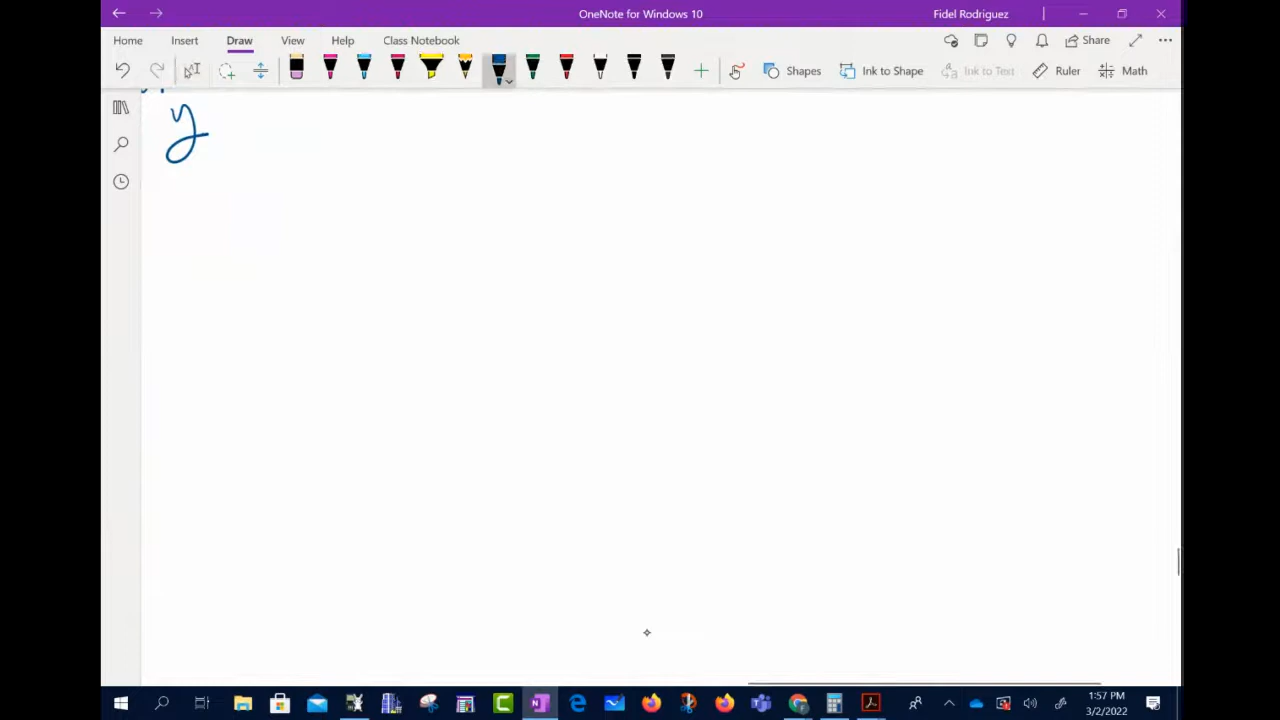 OneNote for Windows 10
Fidel Rodriguez
Home
Insert
Draw
View
Help
Class Notebook
Share
Shapes
Ink to Shape
Ink to Text
Ruler
Math
y
1:57 PM
3/2/2022